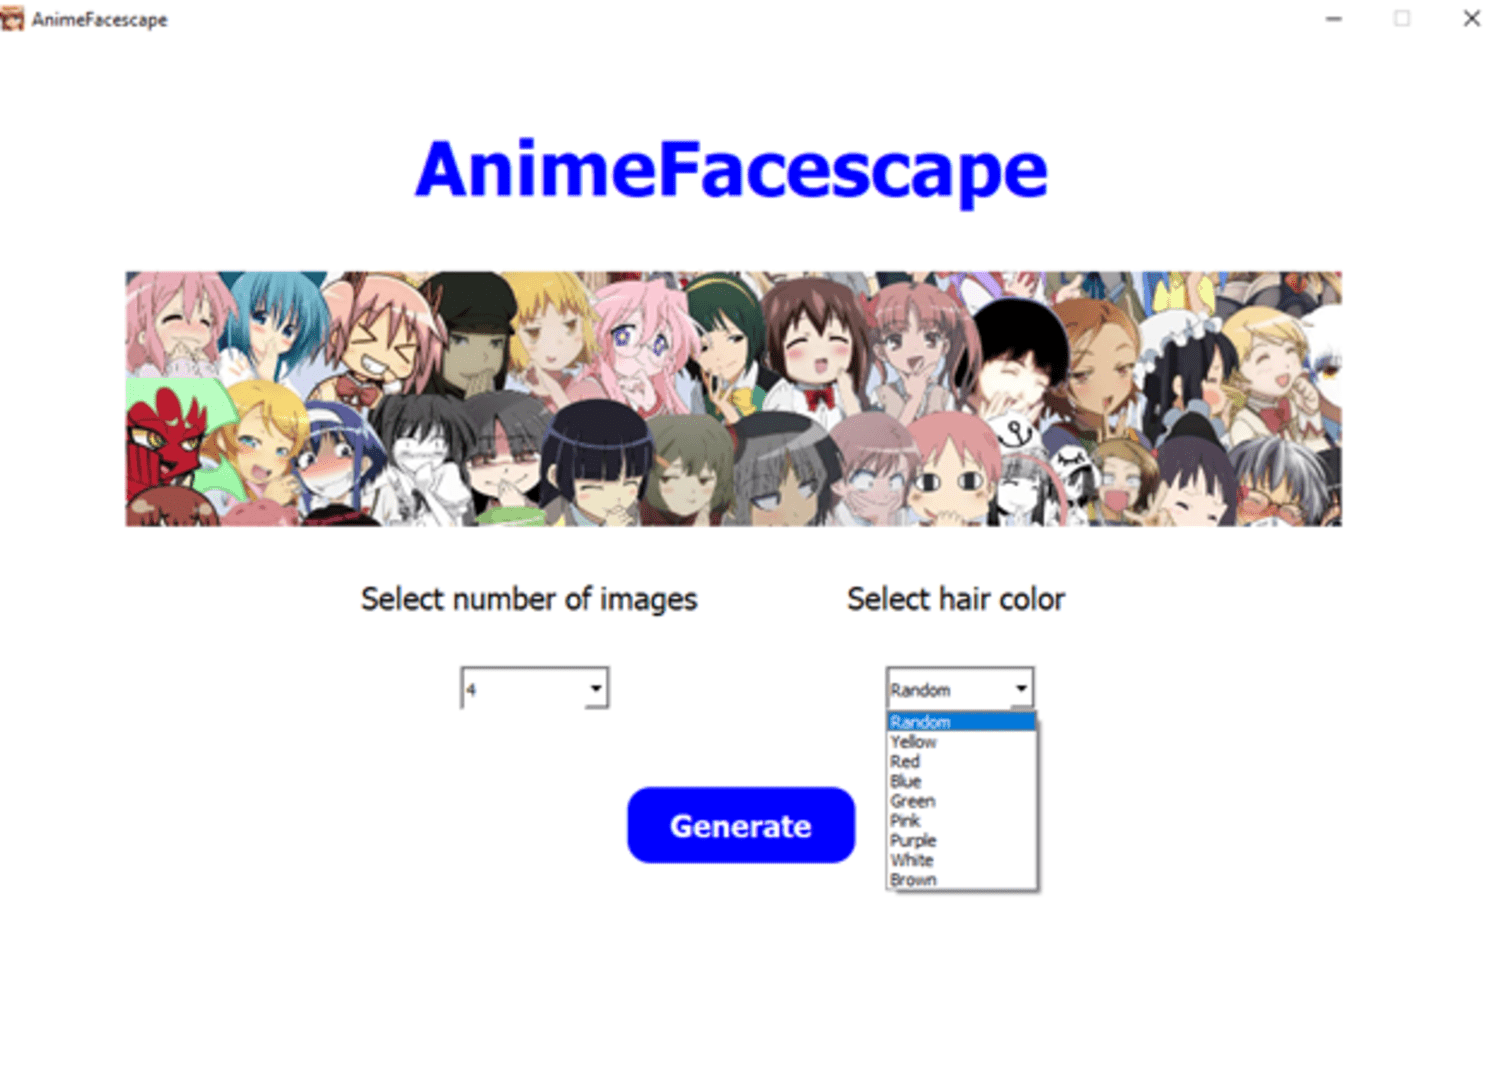 AnimeFacescape
AnimeFacescape
Select number of images
Select hair color
4
Random
Random
Yellow
Red
Blue
Green
Pink
Purple
White
Brown
Generate